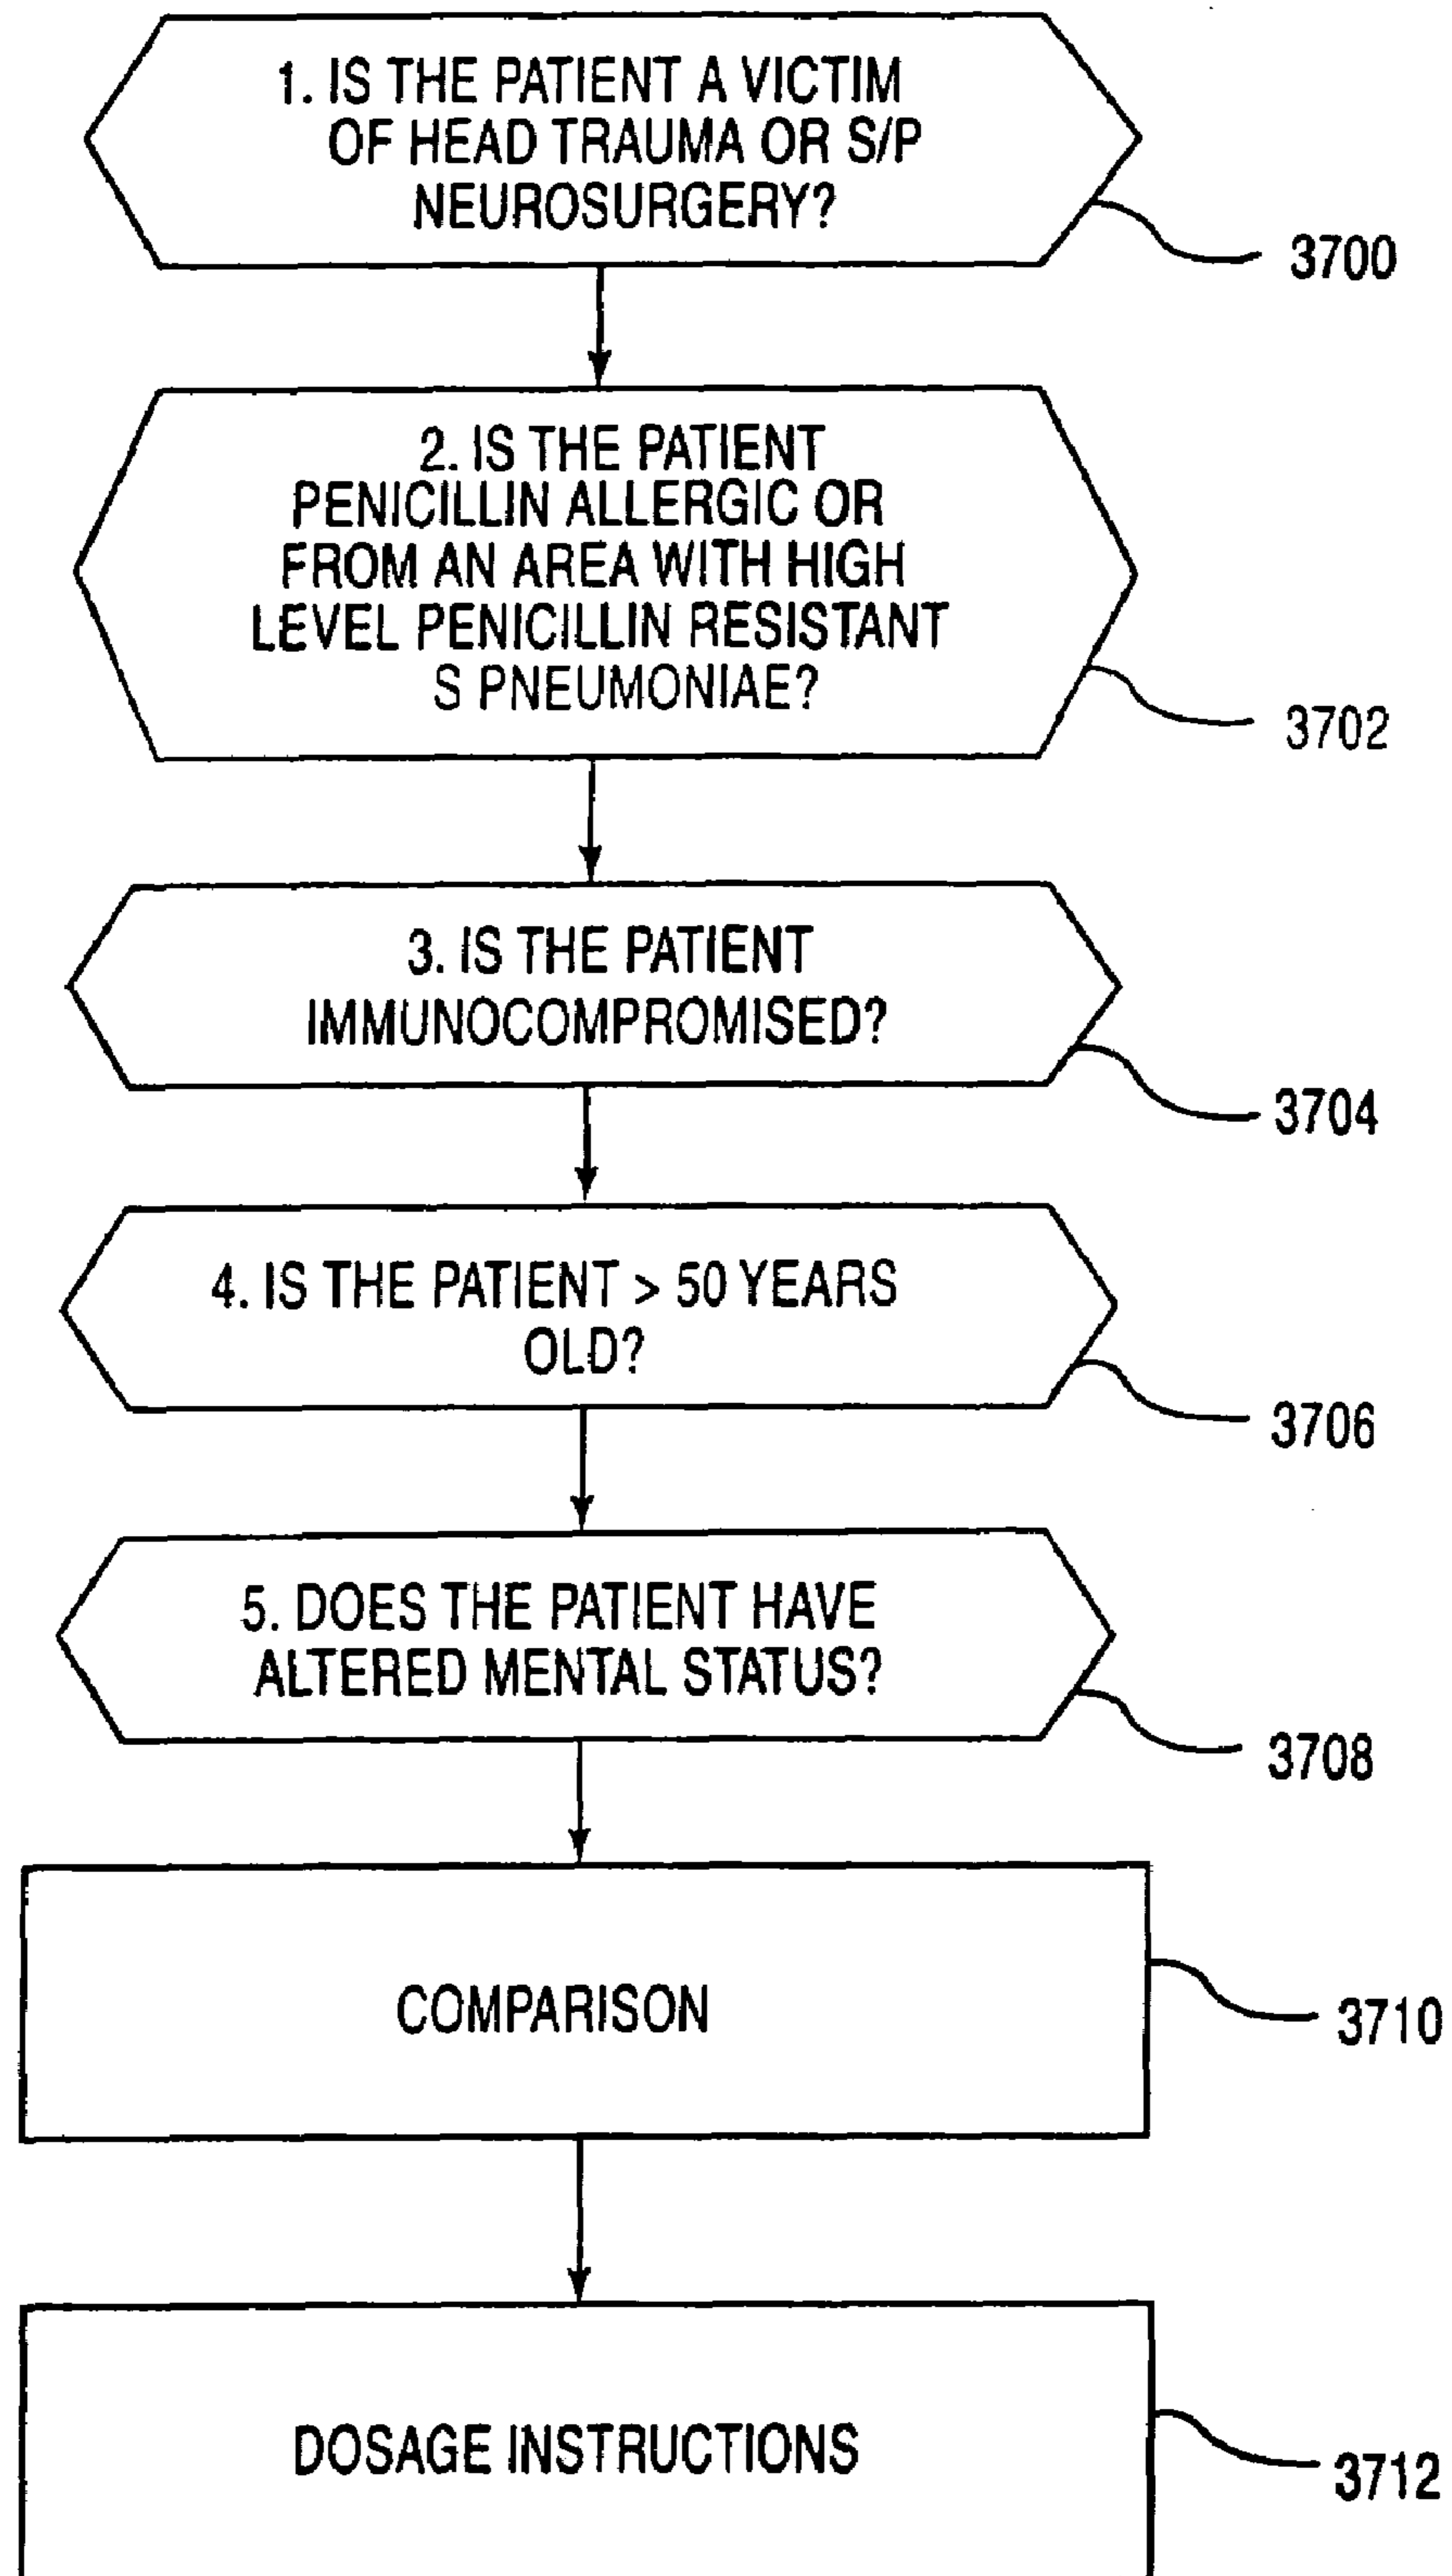 1. IS THE PATIENT A VICTIM
OF HEAD TRAUMA OR S/P
NEUROSURGERY?
3700
2. IS THE PATIENT
PENICILLIN ALLERGIC OR
FROM AN AREA WITH HIGH
LEVEL PENICILLIN RESISTANT
S PNEUMONIAE?
3702
3. IS THE PATIENT
IMMUNOCOMPROMISED?
3704
4. IS THE PATIENT > 50 YEARS
OLD?
3706
5. DOES THE PATIENT HAVE
ALTERED MENTAL STATUS?
3708
COMPARISON
3710
DOSAGE INSTRUCTIONS
3712